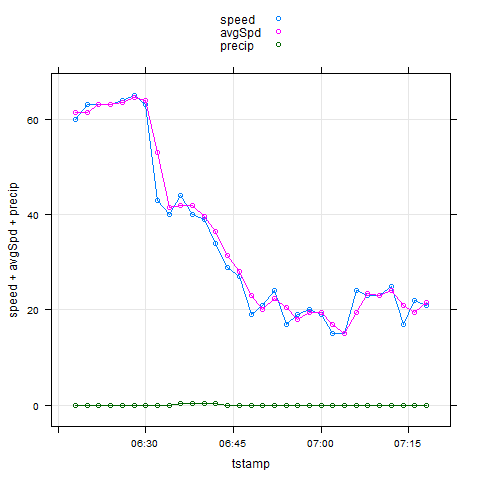 speed
avgSpd
precip
speed + avgSpd + precip
60
40
20
0
06:30 06:45 07:00 07:15
tstamp